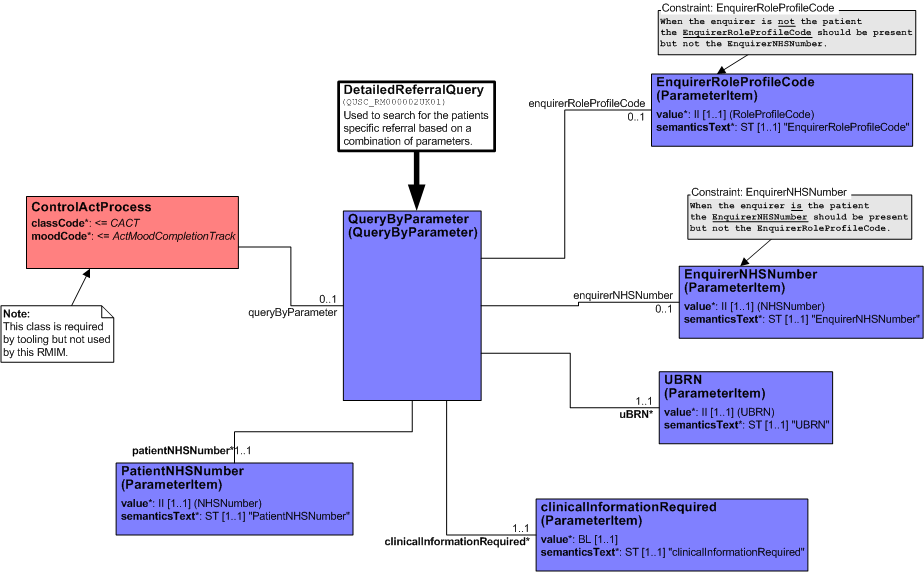 Constraint: EnquirerRoleProfileCode
When the enquirer is not the patient
the EnquirerRoleProfileCode should be present
but not the EnquirerNHSNumber.
EnquirerRoleProfileCode
(ParameterItem)
value*: II [1..1] (RoleProfileCode)
semanticsText*: ST [1..1] "EnquirerRoleProfileCode"
enquirerRoleProfileCode
0..1
DetailedReferralQuery
(QUSC_RM000002UK01)
Used to search for the patients
specific referral based on a
combination of parameters.
Constraint: EnquirerNHSNumber
When the enquirer is the patient
the EnquirerNHSNumber should be present
but not the EnquirerRoleProfileCode.
ControlActProcess
classCode*: <= CACT
moodCode*: <= ActMoodCompletionTrack
QueryByParameter
(QueryByParameter)
EnquirerNHSNumber
(ParameterItem)
value*: II [1..1] (NHSNumber)
semanticsText*: ST [1..1] "EnquirerNHSNumber"
enquirerNHSNumber
0..1
0..1
queryByParameter
Note:
This class is required
by tooling but not used
by this RMIM.
UBRN
(ParameterItem)
value*: II [1..1] (UBRN)
semanticsText*: ST [1..1] "UBRN"
1..1
uBRN*
patientNHSNumber*
1..1
PatientNHSNumber
(ParameterItem)
value*: II [1..1] (NHSNumber)
semanticsText*: ST [1..1] "PatientNHSNumber"
clinicalInformationRequired
(ParameterItem)
value*: BL [1..1]
semanticsText*: ST [1..1] "clinicalInformationRequired"
1..1
clinicalInformationRequired*